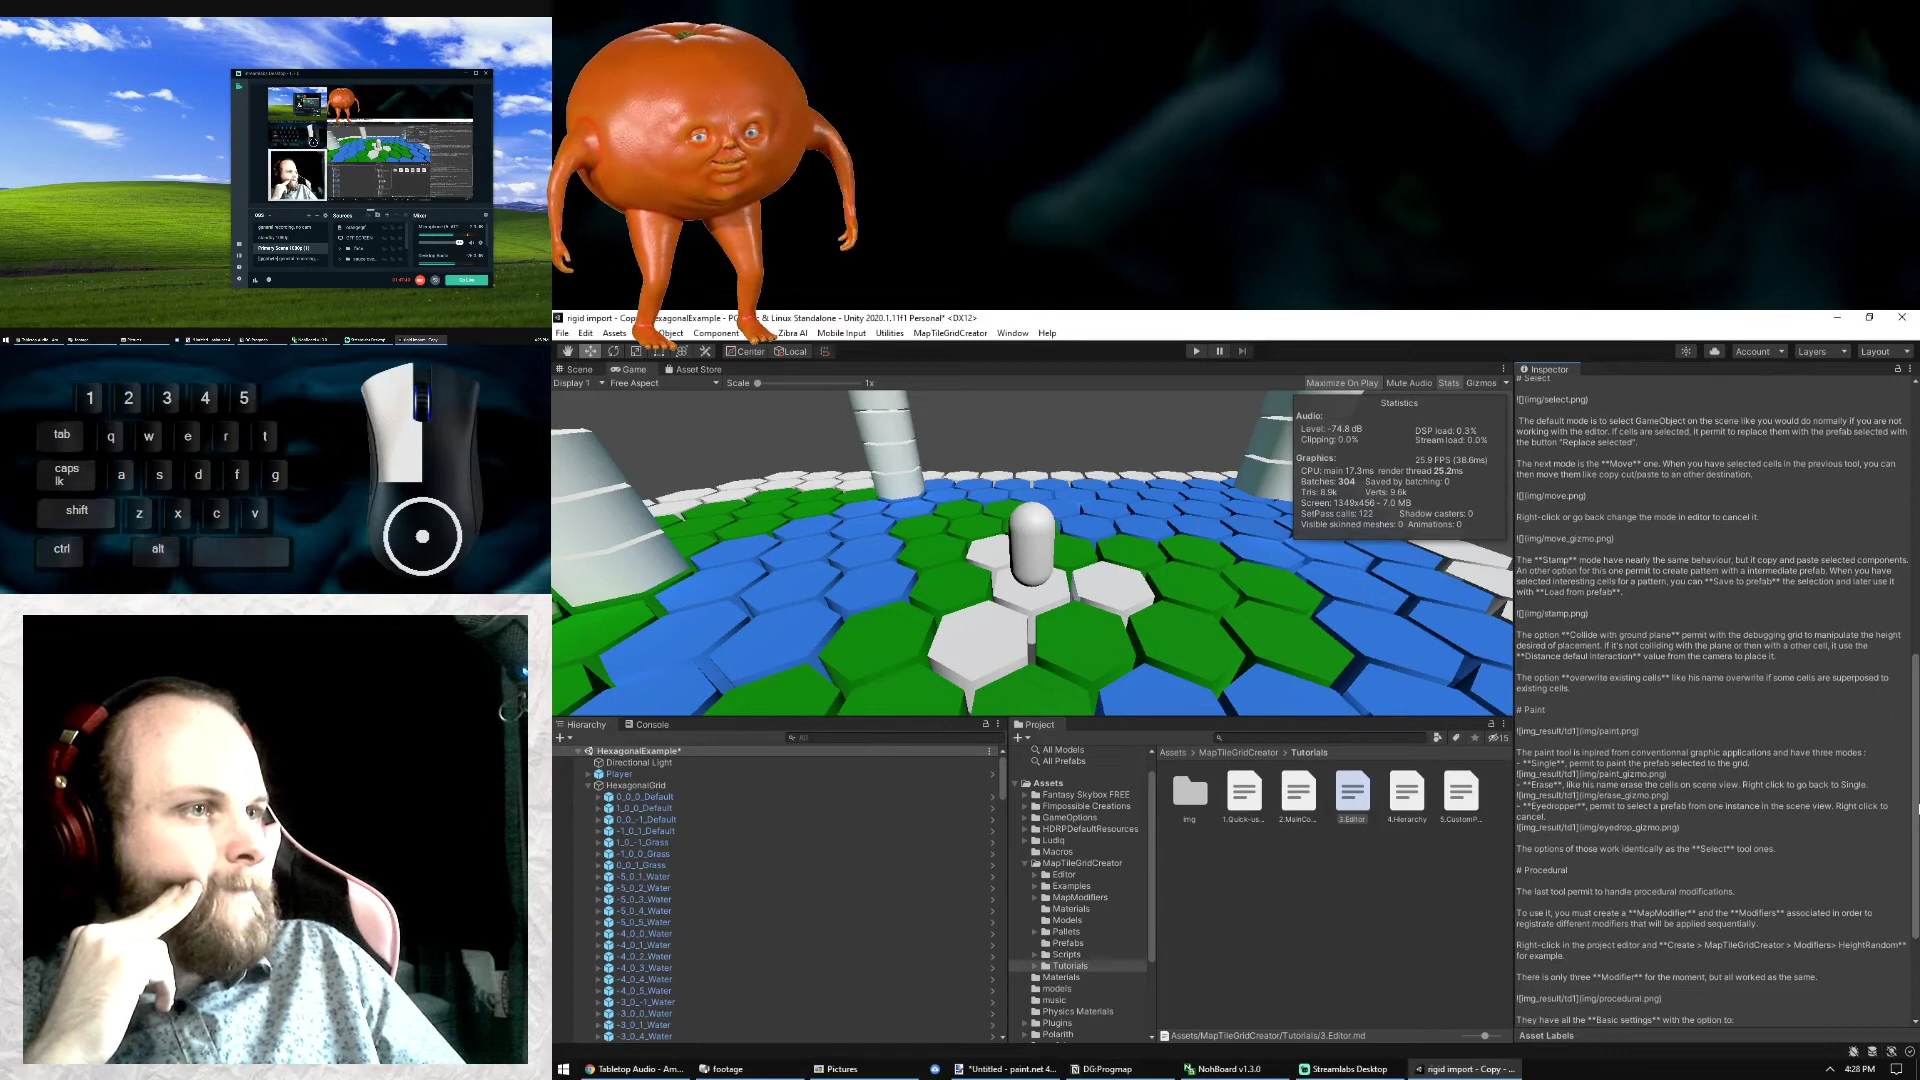 Streamlabs Desktop - 1.7.0
Sources
Mixer
general recording, no cam
Primary Scene 1080p (1)
Desktop Audio
Go Live
1 2 3 4 5
tab q w e r t
caps
lk
a s d f g
shift z x c v
ctrl alt
HexagonalExample - PC
& Linux Standalone - Unity 2020.1.11f1 Personal* <DX12>
File Edit Assets Object Component Zibra AI Mobile Input Utilities MapTileGridCreator Window Help
Center Local Account Layers Layout
Scene Game Asset Store
Display 1 Free Aspect Scale 1x Maximize On Play Mute Audio Stats Gizmos
Statistics
Audio:
Level: -74.8 dB DSP load: 0.3%
Clipping: 0.0% Stream load: 0.0%
Graphics: 25.9 FPS (38.6ms)
CPU: main 17.3ms render thread 25.2ms
Batches: 304 Saved by batching: 0
Tris: 8.9k Verts: 9.6k
Screen: 1349x456 - 7.0 MB
SetPass calls: 122 Shadow casters: 0
Visible skinned meshes: 0 Animations: 0
Hierarchy Console
All
HexagonalExample*
Directional Light
Player
HexagonalGrid
0_0_0_Default
1_0_0_Default
0_0_-1_Default
-1_0_1_Default
1_0_-1_Grass
-1_0_0_Grass
0_0_1_Grass
-5_0_1_Water
-5_0_2_Water
-5_0_3_Water
-5_0_4_Water
-5_0_5_Water
-4_0_0_Water
-4_0_1_Water
-4_0_2_Water
-4_0_3_Water
-4_0_4_Water
-4_0_5_Water
-3_0_-1_Water
-3_0_0_Water
-3_0_1_Water
-3_0_4_Water
Project
15
All Models
All Prefabs
Assets
Fantasy Skybox FREE
FImpossible Creations
GameOptions
HDRPDefaultResources
Ludiq
Macros
MapTileGridCreator
Editor
Examples
MapModifiers
Materials
Models
Pallets
Prefabs
Scripts
Tutorials
Materials
models
music
Physics Materials
Plugins
Polarith
Assets > MapTileGridCreator > Tutorials
img 1.Quick-us... 2.MainCo... 3.Editor 4.Hierarchy 5.CustomP...
Assets/MapTileGridCreator/Tutorials/3.Editor.md
Inspector
# Select
![](img/select.png)
The default mode is to select GameObject on the scene like you would do normally if you are not
working with the editor. If cells are selected, it permit to replace them with the prefab selected with
the button "Replace selected".
The next mode is the **Move** one. When you have selected cells in the previous tool, you can
then move them like copy cut/paste to an other destination.
![](img/move.png)
Right-click or go back change the mode in editor to cancel it.
![](img/move_gizmo.png)
The **Stamp** mode have nearly the same behaviour, but it copy and paste selected components.
An other option for this one permit to create pattern with a intermediate prefab. When you have
selected interesting cells for a pattern, you can **Save to prefab** the selection and later use it
with **Load from prefab**.
![](img/stamp.png)
The option **Collide with ground plane** permit with the debugging grid to manipulate the height
desired of placement. If it's not colliding with the plane or then with a other cell, it use the
**Distance defaul interaction** value from the camera to place it.
The option **overwrite existing cells** like his name overwrite if some cells are superposed to
existing cells.
# Paint
![img_result/td1](img/paint.png)
The paint tool is inpired from conventionnal graphic applications and have three modes :
- **Single**, permit to paint the prefab selected to the grid.
![img_result/td1](img/paint_gizmo.png)
- **Erase**, like his name erase the cells on scene view. Right click to go back to Single.
![img_result/td1](img/erase_gizmo.png)
- **Eyedropper**, permit to select a prefab from one instance in the scene view. Right click to
cancel.
![img_result/td1](img/eyedrop_gizmo.png)
The options of those work identically as the **Select** tool ones.
# Procedural
The last tool permit to handle procedural modifications.
To use it, you must create a **MapModifier** and the **Modifiers** associated in order to
registrate different modifiers that will be applied sequentially.
Right-click in the project editor and **Create > MapTileGridCreator > Modifiers> HeightRandom**
for example.
There is only three **Modifier** for the moment, but all worked as the same.
![img_result/td1](img/procedural.png)
They have all the **Basic settings** with the option to:
Asset Labels
Tabletop Audio - Am... footage Pictures *Untitled - paint.net 4... DG:Progmap NohBoard v1.3.0 Streamlabs Desktop rigid import - Copy - ... 4:28 PM